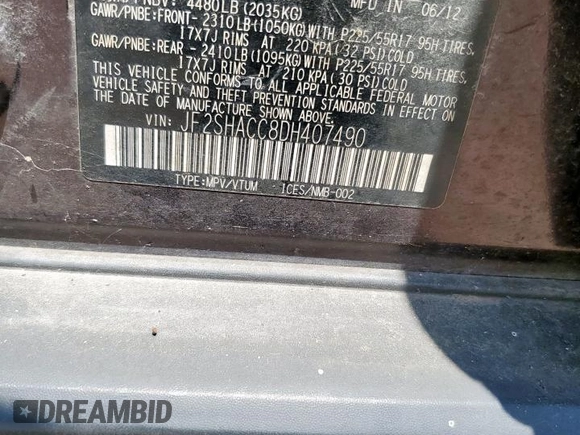 4480LB (2035KG) MFD IN 06/12
GAWR/PNBE:FRONT- 2310LB(1050KG)WITH P225/55R17 95H TIRES,
17X7J RIMS AT 220 KPA(32 PSI)COLD
GAWR/PNBE:REAR- 2410LB(1095KG)WITH P225/55R17 95H TIRES,
17X7J RIMS AT 210 KPA(30 PSI)COLD
THIS VEHICLE CONFORMS TO ALL APPLICABLE FEDERAL MOTOR
VEHICLE SAFETY AND THEFT PREVENTION STANDARDS IN EFFECT ON
THE DATE OF MANUFACTURE SHOWN ABOVE.
VIN: JF2SHACC8DH407490
TYPE:MPV/VTUM ICES/NMB-002
DREAMBID